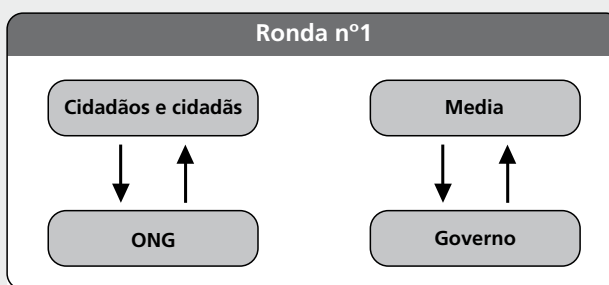 Ronda nº1
Cidadãos e cidadãs
Media
ONG
Governo